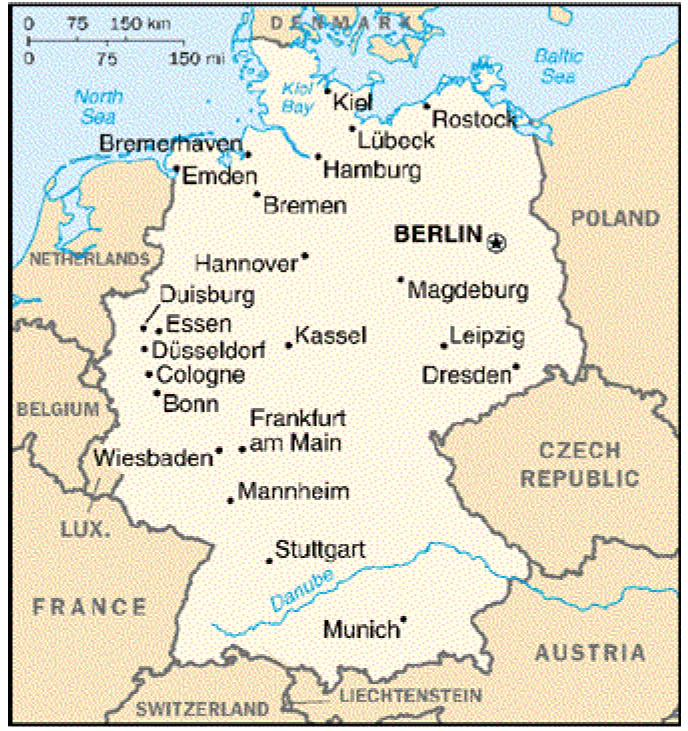 0 75 150 km
0 75 150 mi
DENMARK
Baltic
Sea
North
Sea
Kiel
Bay
Kiel
Rostock
Lübeck
Bremerhaven
Hamburg
Emden
Bremen
POLAND
BERLIN
NETHERLANDS
Hannover
Magdeburg
Duisburg
Essen
Kassel
Leipzig
Düsseldorf
Cologne
Dresden
Bonn
BELGIUM
Frankfurt
am Main
Wiesbaden
CZECH
REPUBLIC
Mannheim
LUX.
Stuttgart
Danube
FRANCE
Munich
AUSTRIA
LIECHTENSTEIN
SWITZERLAND